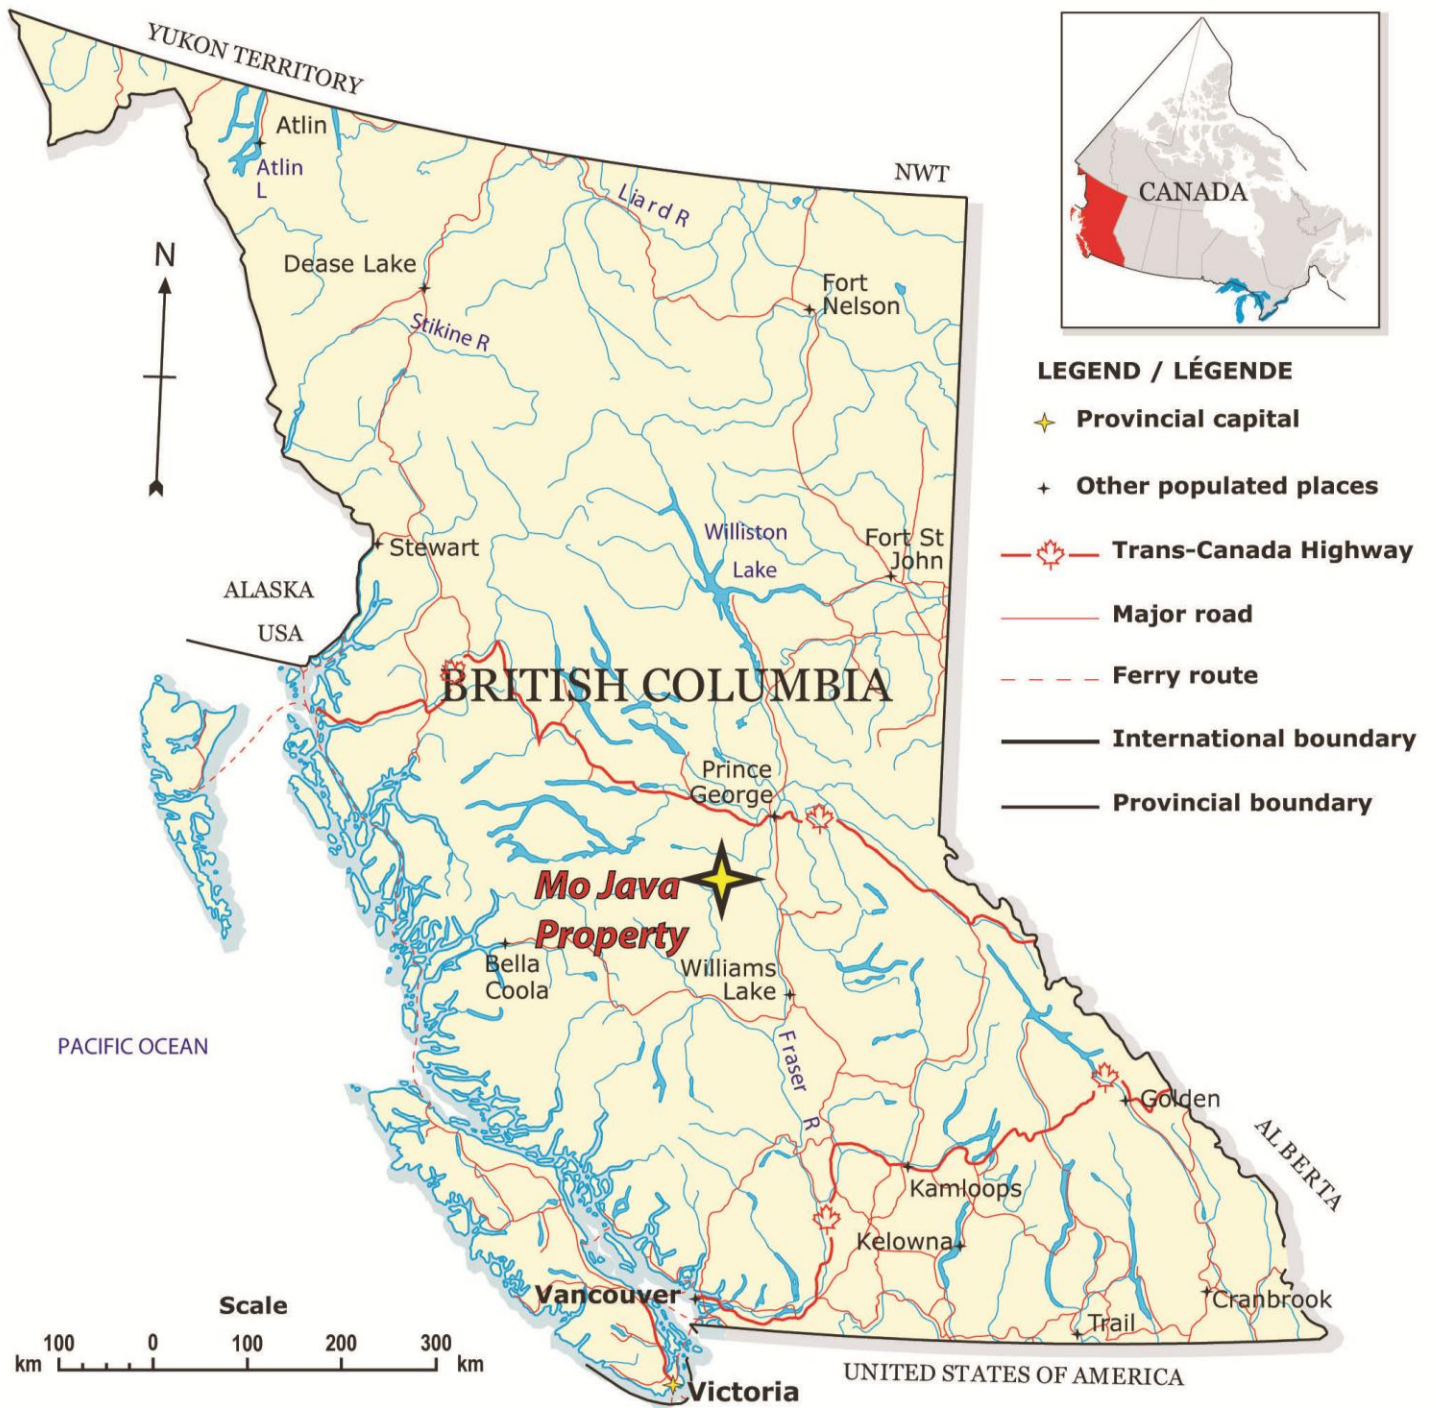 YUKON TERRITORY
NWT
Atlin
Atlin
L
Liard R
CANADA
N
Dease Lake
Fort
Nelson
Stikine R
LEGEND / LÉGENDE
Provincial capital
Other populated places
Trans-Canada Highway
Major road
Ferry route
International boundary
Provincial boundary
Williston
Lake
Fort St
John
Stewart
ALASKA
USA
BRITISH COLUMBIA
Prince
George
Mo Java
Property
Bella
Coola
Williams
Lake
PACIFIC OCEAN
Fraser R
Golden
ALBERTA
Kamloops
Kelowna
Vancouver
Cranbrook
Trail
Scale
100 0 100 200 300
km km
UNITED STATES OF AMERICA
Victoria